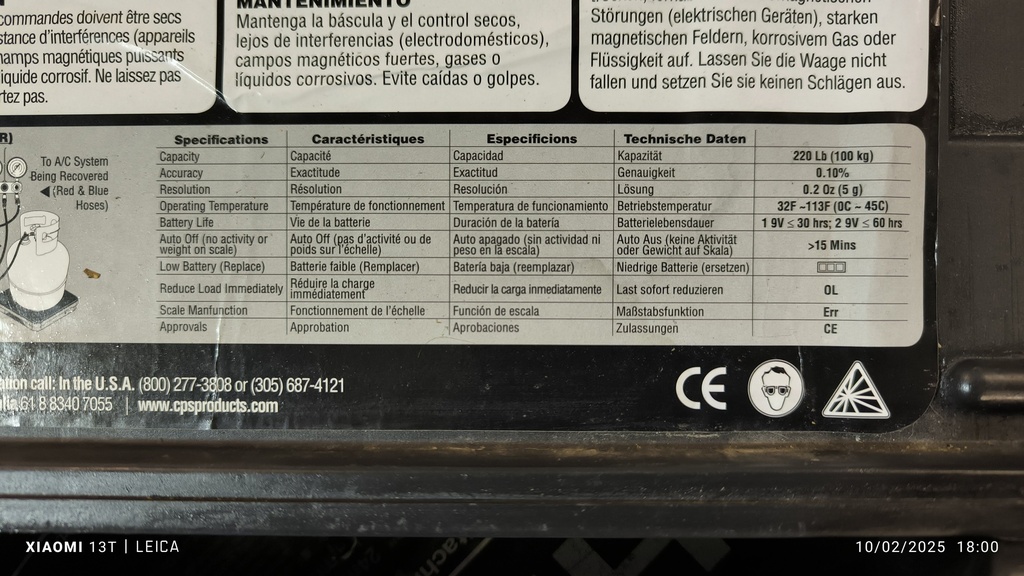 commandes doivent être secs
d'interférences (appareils
magnétiques puissants
liquide corrosif. Ne laissez pas
pas.
MANTENIMIENTO
Mantenga la báscula y el control secos,
lejos de interferencias (electrodomésticos),
campos magnéticos fuertes, gases o
líquidos corrosivos. Evite caídas o golpes.
Störungen (elektrischen Geräten), starken
magnetischen Feldern, korrosivem Gas oder
Flüssigkeit auf. Lassen Sie die Waage nicht
fallen und setzen Sie sie keinen Schlägen aus.
R)
To A/C System
Being Recovered
(Red & Blue
Hoses)
Specifications Caractéristiques Especificions Technische Daten
Capacity Capacité Capacidad Kapazität 220 Lb (100 kg)
Accuracy Exactitude Exactitud Genauigkeit 0.10%
Resolution Résolution Resolución Lösung 0.2 Oz (5 g)
Operating Temperature Température de fonctionnement Temperatura de funcionamiento Betriebstemperatur 32F ~113F (0C ~ 45C)
Battery Life Vie de la batterie Duración de la batería Batterielebensdauer 1 9V ≤ 30 hrs; 2 9V ≤ 60 hrs
Auto Off (no activity or weight on scale) Auto Off (pas d'activité ou de poids sur l'échelle) Auto apagado (sin actividad ni peso en la escala) Auto Aus (keine Aktivität oder Gewicht auf Skala) >15 Mins
Low Battery (Replace) Batterie faible (Remplacer) Batería baja (reemplazar) Niedrige Batterie (ersetzen)
Reduce Load Immediately Réduire la charge immédiatement Reducir la carga inmediatamente Last sofort reduzieren OL
Scale Manfunction Fonctionnement de l'échelle Función de escala Maßstabsfunktion Err
Approvals Approbation Aprobaciones Zulassungen CE
call: In the U.S.A. (800) 277-3808 or (305) 687-4121
61 8 8340 7055 | www.cpsproducts.com
CE
XIAOMI 13T | LEICA
10/02/2025 18:00